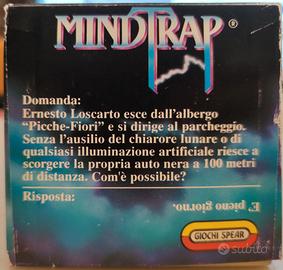 MINDTRAP®
Domanda:
Ernesto Loscarto esce dall'albergo
"Picche-Fiori" e si dirige al parcheggio.
Senza l'ausilio del chiarore lunare o di
qualsiasi illuminazione artificiale riesce a
scorgere la propria auto nera a 100 metri
di distanza. Com'è possibile?
Risposta:
E' pieno giorno.
GIOCHI SPEAR
subito